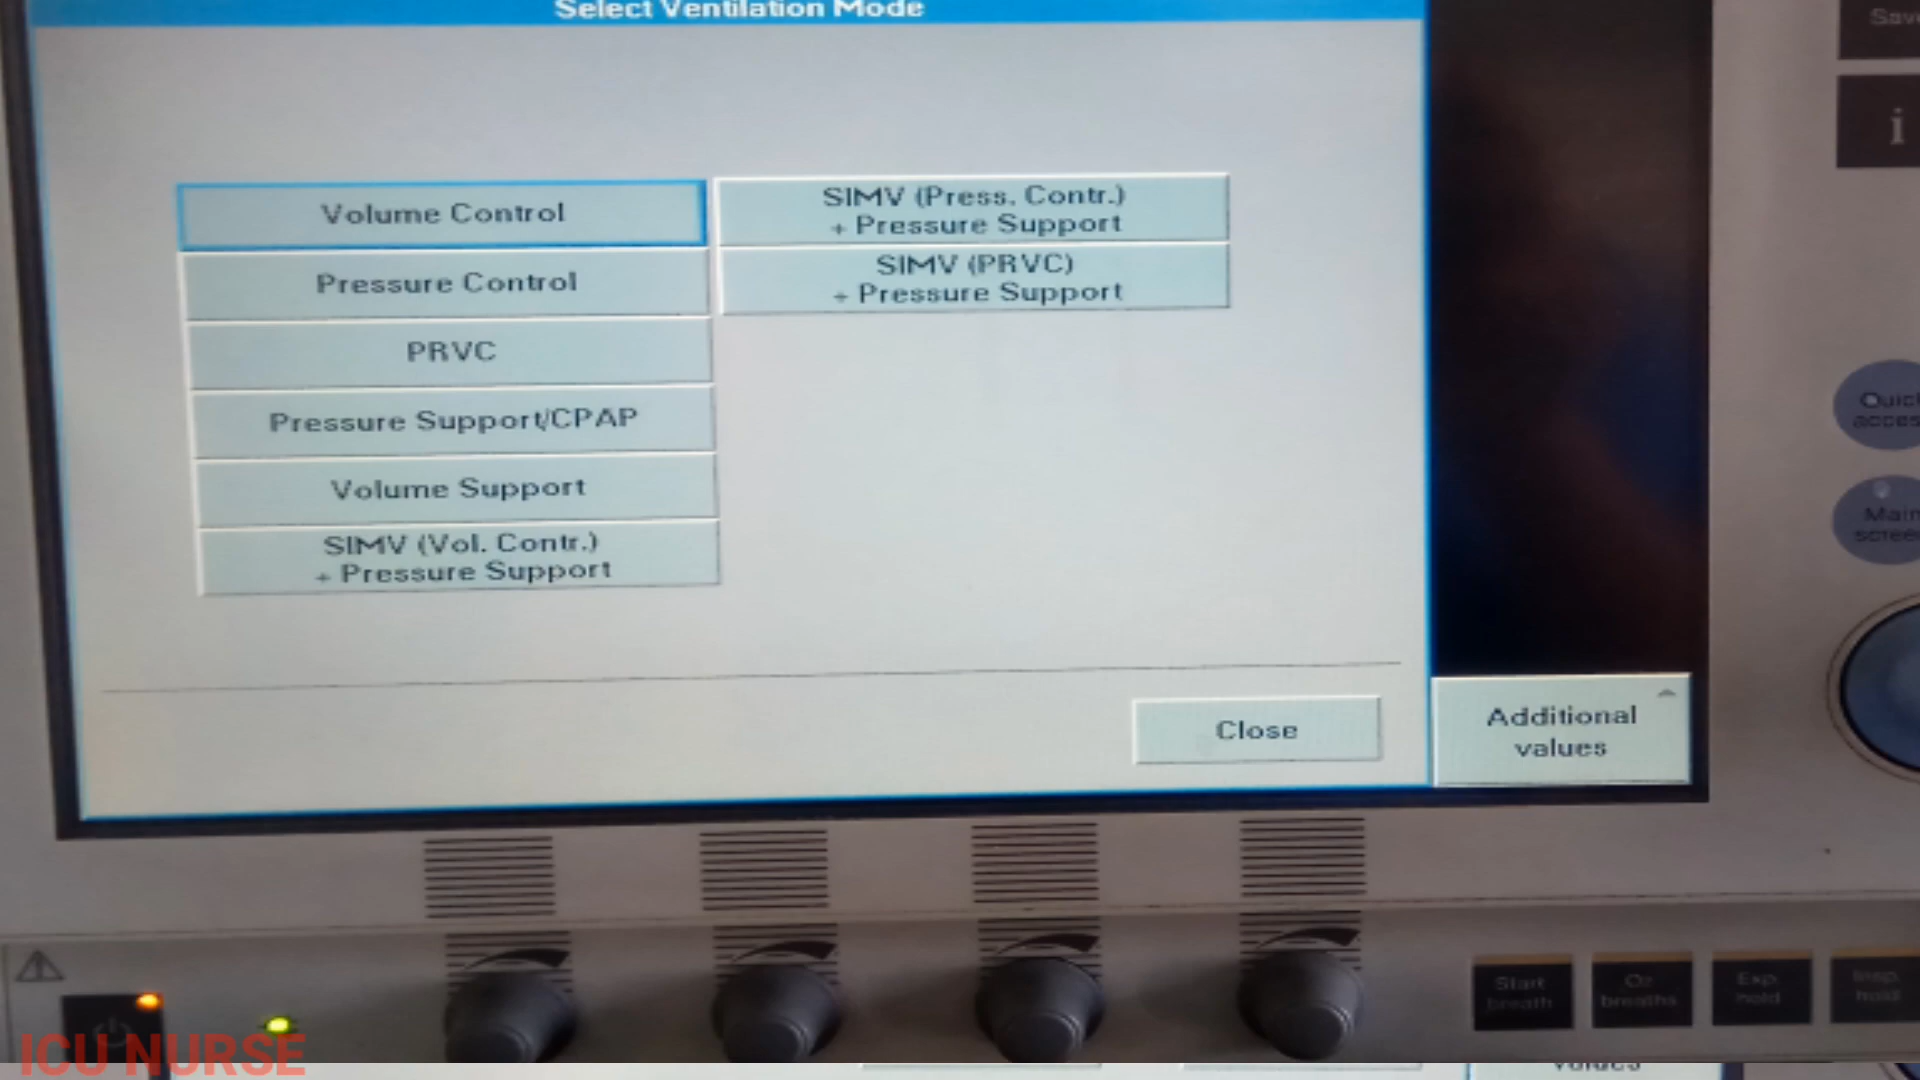 Select Ventilation Mode
Volume Control
Pressure Control
PRVC
Pressure Support/CPAP
Volume Support
SIMV (Vol. Contr.)
+ Pressure Support
SIMV (Press. Contr.)
+ Pressure Support
SIMV (PRVC)
+ Pressure Support
Close
Additional
values
Save
i
Quick
access
Main
screen
Start
breath
O2
breaths
Exp.
hold
Insp.
hold
ICU NURSE
values